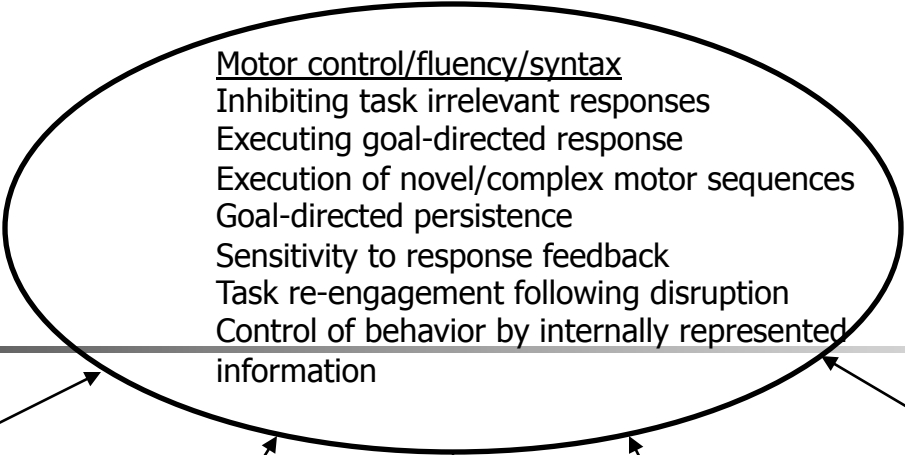 Motor control/fluency/syntax
Inhibiting task irrelevant responses
Executing goal-directed response
Execution of novel/complex motor sequences
Goal-directed persistence
Sensitivity to response feedback
Task re-engagement following disruption
Control of behavior by internally represented
information